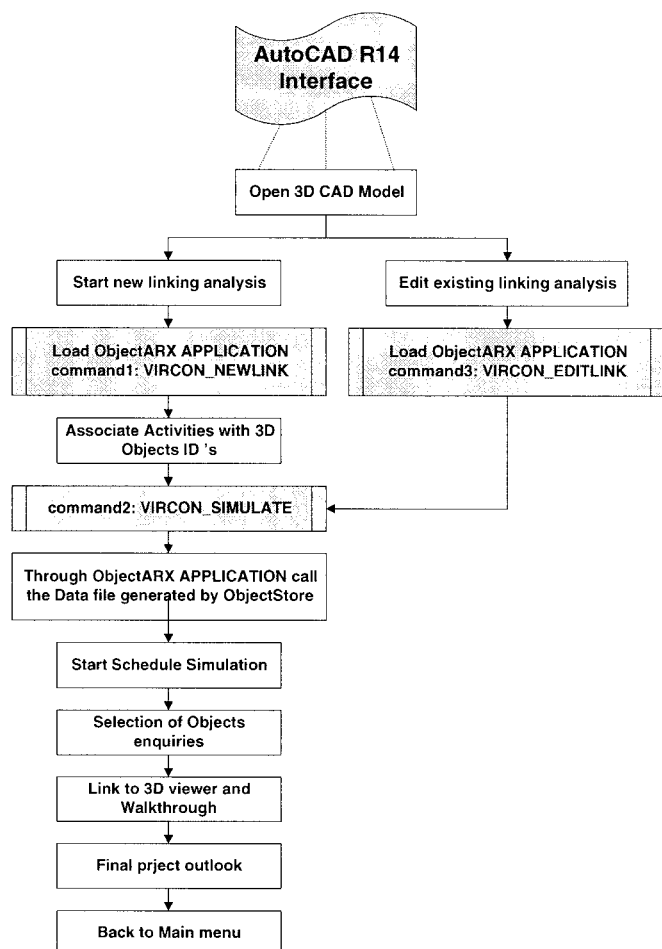 AutoCAD R14
Interface
Open 3D CAD Model
Start new linking analysis
Edit existing linking analysis
Load ObjectARX APPLICATION
command1: VIRCON_NEWLINK
Load ObjectARX APPLICATION
command3: VIRCON_EDITLINK
Associate Activities with 3D
Objects ID 's
command2: VIRCON_SIMULATE
Through ObjectARX APPLICATION call
the Data file generated by ObjectStore
Start Schedule Simulation
Selection of Objects
enquiries
Link to 3D viewer and
Walkthrough
Final prject outlook
Back to Main menu